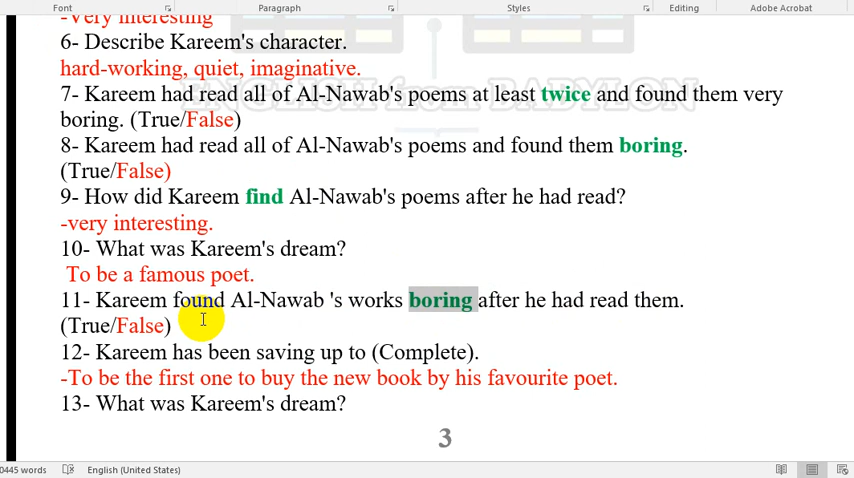 Font Paragraph Styles Editing Adobe Acrobat
-Very interesting
6- Describe Kareem's character.
hard-working, quiet, imaginative.
ENGLISH from BABYLON
7- Kareem had read all of Al-Nawab's poems at least twice and found them very
boring. (True/False)
8- Kareem had read all of Al-Nawab's poems and found them boring.
(True/False)
9- How did Kareem find Al-Nawab's poems after he had read?
-very interesting.
10- What was Kareem's dream?
To be a famous poet.
11- Kareem found Al-Nawab 's works boring after he had read them.
(True/False)
12- Kareem has been saving up to (Complete).
-To be the first one to buy the new book by his favourite poet.
13- What was Kareem's dream?
3
0445 words English (United States)